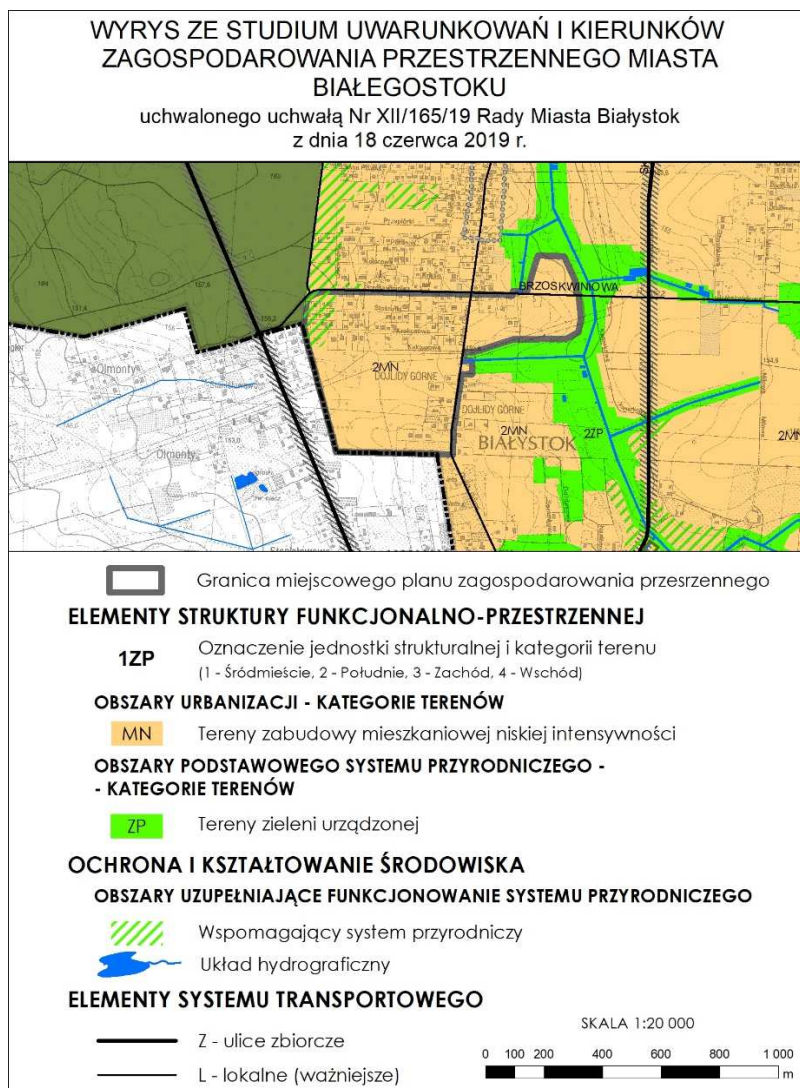 WYRYS ZE STUDIUM UWARUNKOWAŃ I KIERUNKÓW
ZAGOSPODAROWANIA PRZESTRZENNEGO MIASTA
BIAŁEGOSTOKU
uchwalonego uchwałą Nr XII/165/19 Rady Miasta Białystok
z dnia 18 czerwca 2019 r.
BRZOSKWINIOWA
Olmonty
2MN
DOJLIDY GÓRNE
DOJLIDY GÓRNE
2MN
BIAŁYSTOK
2ZP
2MN
Olmonty
Granica miejscowego planu zagospodarowania przesrzennego
ELEMENTY STRUKTURY FUNKCJONALNO-PRZESTRZENNEJ
1ZP
Oznaczenie jednostki strukturalnej i kategorii terenu
(1 - Śródmieście, 2 - Południe, 3 - Zachód, 4 - Wschód)
OBSZARY URBANIZACJI - KATEGORIE TERENÓW
MN
Tereny zabudowy mieszkaniowej niskiej intensywności
OBSZARY PODSTAWOWEGO SYSTEMU PRZYRODNICZEGO -
- KATEGORIE TERENÓW
ZP
Tereny zieleni urządzonej
OCHRONA I KSZTAŁTOWANIE ŚRODOWISKA
OBSZARY UZUPEŁNIAJĄCE FUNKCJONOWANIE SYSTEMU PRZYRODNICZEGO
Wspomagający system przyrodniczy
Układ hydrograficzny
ELEMENTY SYSTEMU TRANSPORTOWEGO
Z - ulice zbiorcze
L - lokalne (ważniejsze)
SKALA 1:20 000
0 100 200 400 600 800 1 000
m